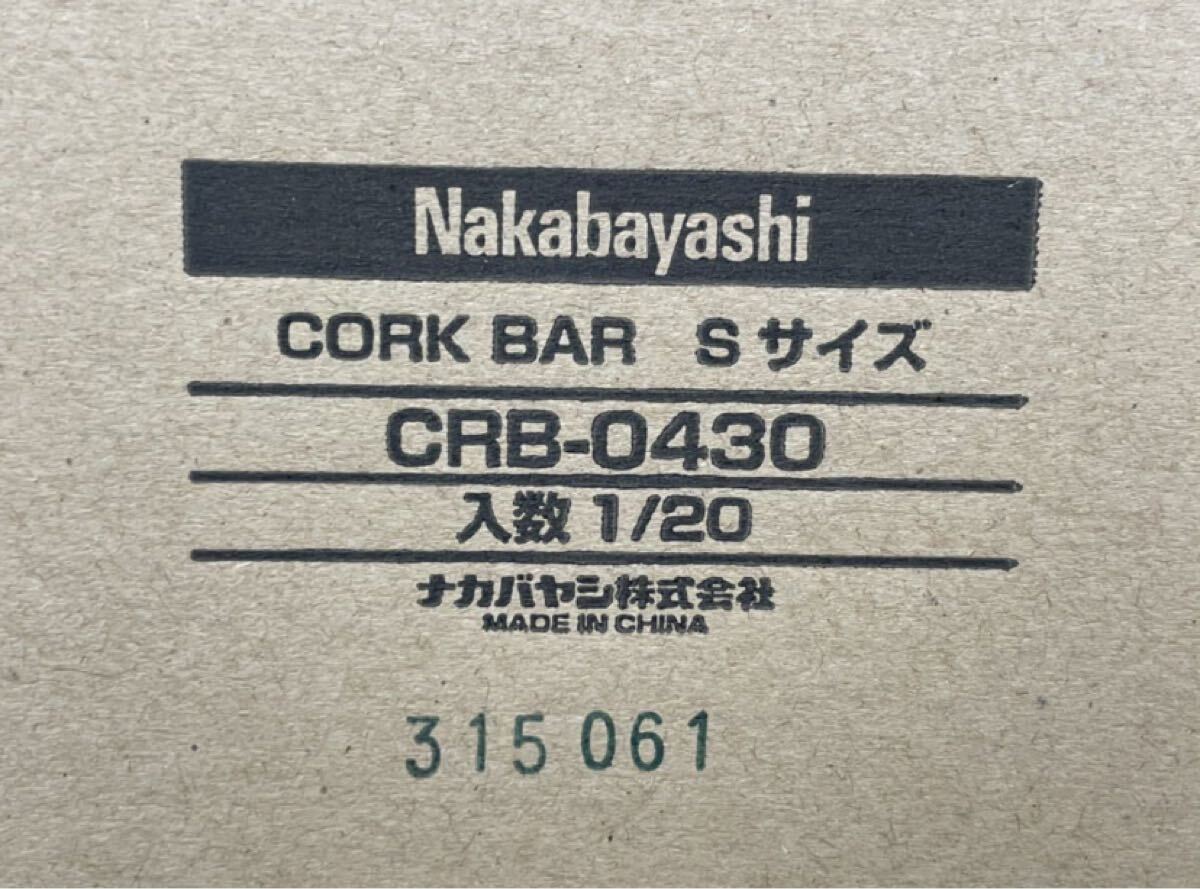 Nakabayashi
CORK BAR Sサイズ
CRB-0430
入数 1/20
ナカバヤシ株式会社
MADE IN CHINA
315 061